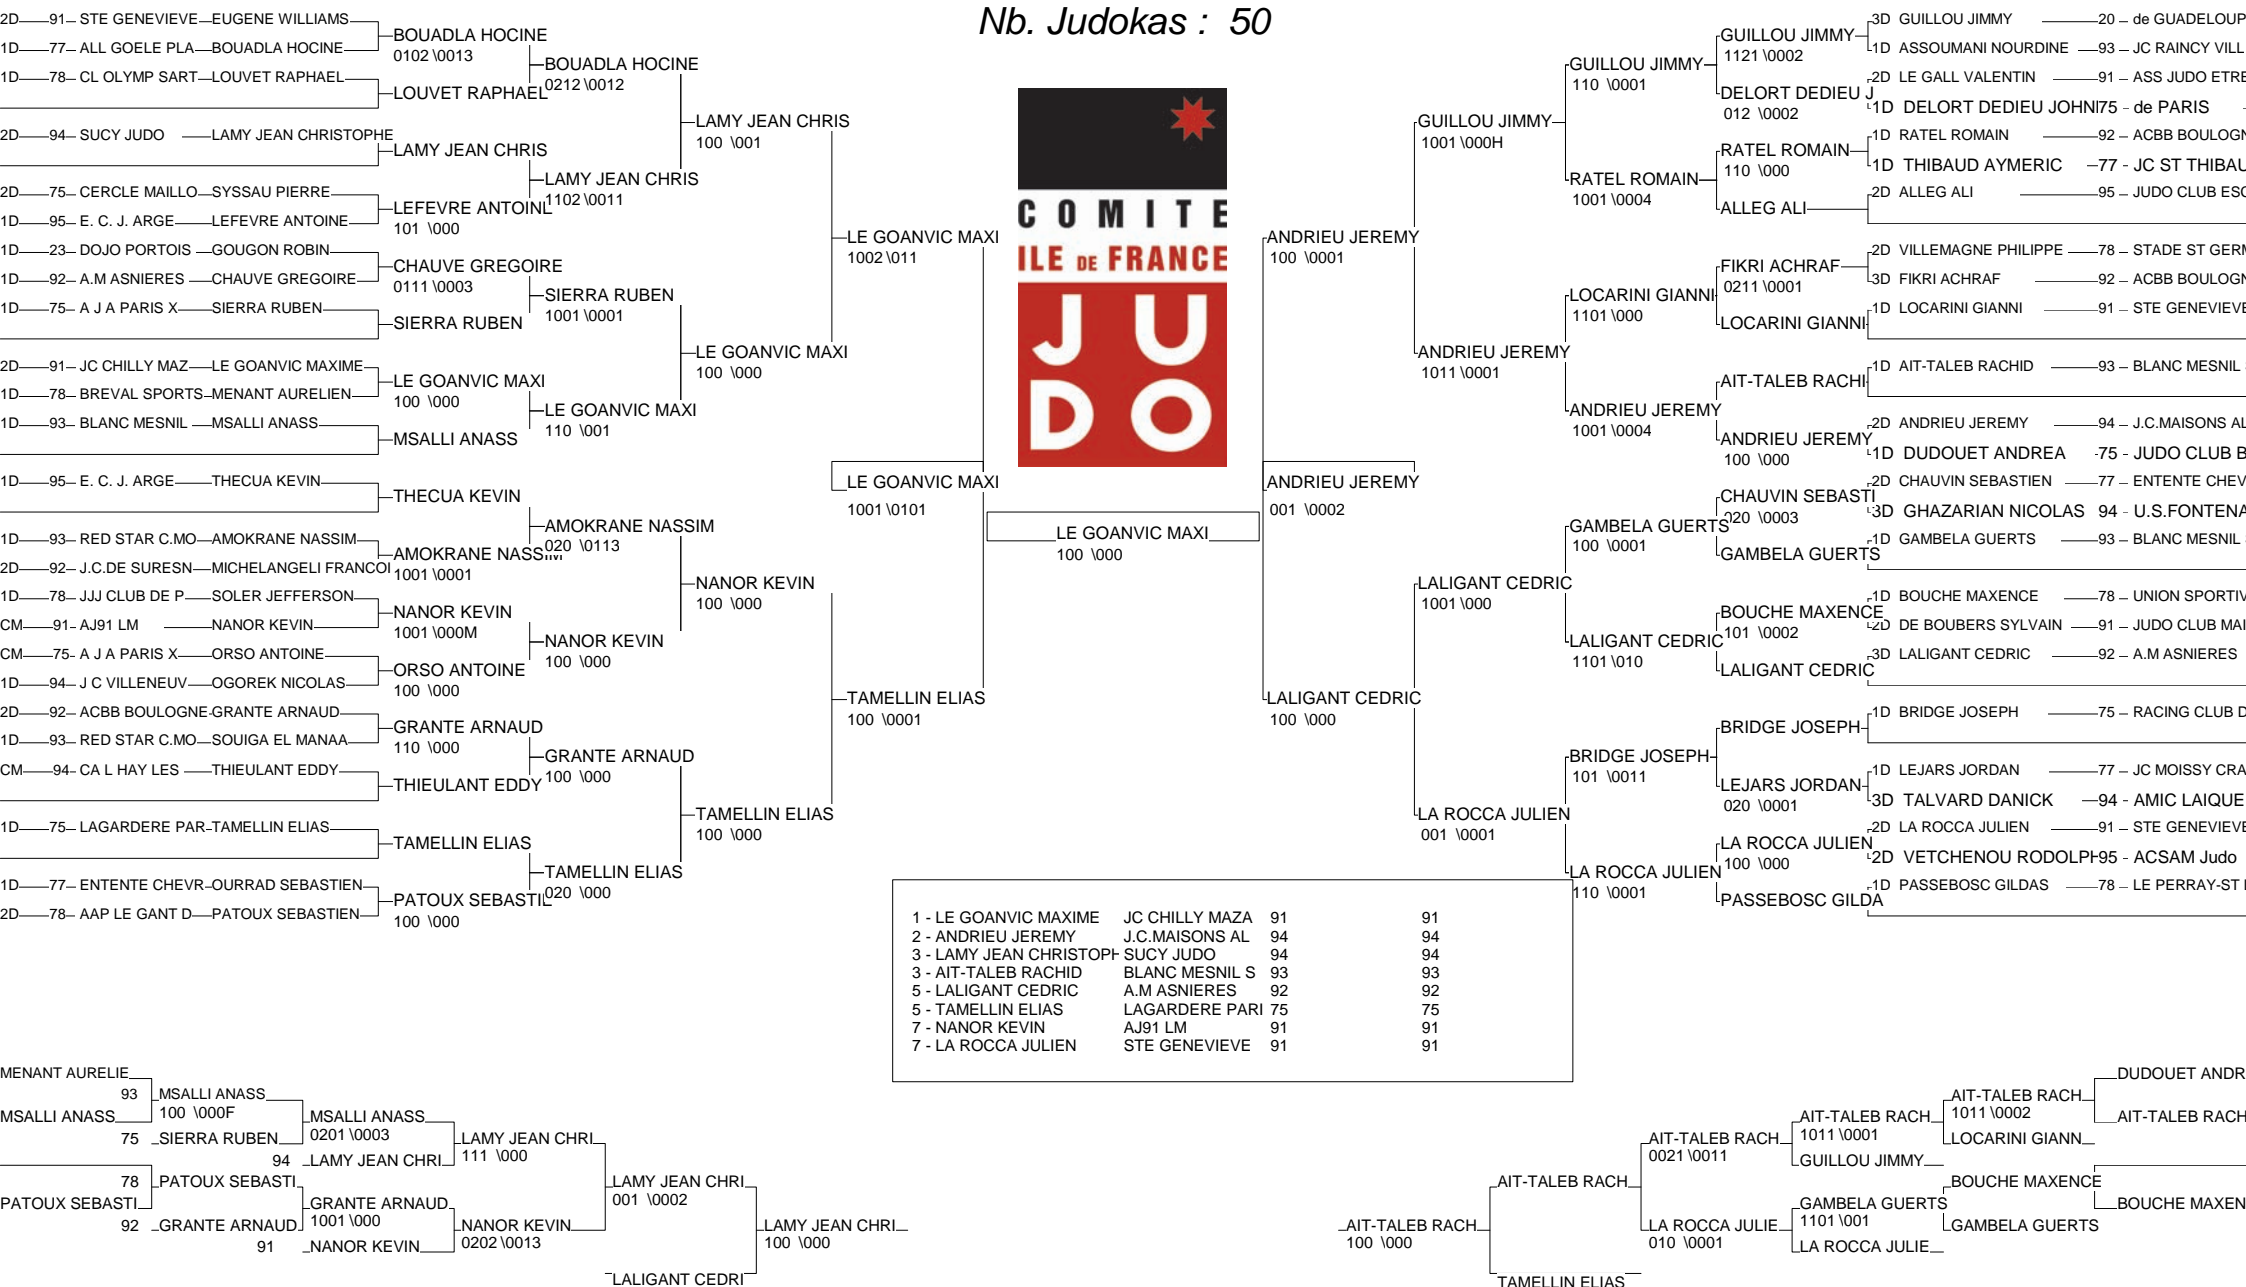 Nb. Judokas : 50
2D 91 STE GENEVIEVE EUGENE WILLIAMS
1D 77 ALL GOELE PLA BOUADLA HOCINE
1D 78 CL OLYMP SART LOUVET RAPHAEL
2D 94 SUCY JUDO LAMY JEAN CHRISTOPHE
2D 75 CERCLE MAILLO SYSSAU PIERRE
1D 95 E. C. J. ARGE LEFEVRE ANTOINE
1D 23 DOJO PORTOIS GOUGON ROBIN
1D 92 A.M ASNIERES CHAUVE GREGOIRE
1D 75 A J A PARIS X SIERRA RUBEN
2D 91 JC CHILLY MAZ LE GOANVIC MAXIME
1D 78 BREVAL SPORTS MENANT AURELIEN
1D 93 BLANC MESNIL MSALLI ANASS
1D 95 E. C. J. ARGE THECUA KEVIN
1D 93 RED STAR C.MO AMOKRANE NASSIM
2D 92 J.C.DE SURESN MICHELANGELI FRANCOI
1D 78 JJJ CLUB DE P SOLER JEFFERSON
CM 91 AJ91 LM NANOR KEVIN
CM 75 A J A PARIS X ORSO ANTOINE
1D 94 J C VILLENEUV OGOREK NICOLAS
2D 92 ACBB BOULOGNE GRANTE ARNAUD
1D 93 RED STAR C.MO SOUIGA EL MANAA
CM 94 CA L HAY LES THIEULANT EDDY
1D 75 LAGARDERE PAR TAMELLIN ELIAS
1D 77 ENTENTE CHEVR OURRAD SEBASTIEN
2D 78 AAP LE GANT D PATOUX SEBASTIEN
BOUADLA HOCINE
0102 \0013
LOUVET RAPHAEL
LAMY JEAN CHRIS
LEFEVRE ANTOINE
101 \000
CHAUVE GREGOIRE
0111 \0003
SIERRA RUBEN
LE GOANVIC MAXI
100 \000
MSALLI ANASS
THECUA KEVIN
AMOKRANE NASSIM
1001 \0001
NANOR KEVIN
1001 \000M
ORSO ANTOINE
100 \000
GRANTE ARNAUD
110 \000
THIEULANT EDDY
TAMELLIN ELIAS
PATOUX SEBASTI
100 \000
BOUADLA HOCINE
0212 \0012
LAMY JEAN CHRIS
1102 \0011
SIERRA RUBEN
1001 \0001
LE GOANVIC MAXI
110 \001
AMOKRANE NASSIM
020 \0113
NANOR KEVIN
100 \000
GRANTE ARNAUD
100 \000
TAMELLIN ELIAS
020 \000
LAMY JEAN CHRIS
100 \001
LE GOANVIC MAXI
100 \000
NANOR KEVIN
100 \000
TAMELLIN ELIAS
100 \000
LE GOANVIC MAXI
1002 \011
TAMELLIN ELIAS
100 \0001
LE GOANVIC MAXI
1001 \0101
COMITE
ILE DE FRANCE
JU
DO
LE GOANVIC MAXI
100 \000
ANDRIEU JEREMY
001 \0002
ANDRIEU JEREMY
100 \0001
LALIGANT CEDRIC
100 \000
GUILLOU JIMMY
1001 \000H
ANDRIEU JEREMY
1011 \0001
LALIGANT CEDRIC
1001 \000
LA ROCCA JULIEN
001 \0001
GUILLOU JIMMY
110 \0001
RATEL ROMAIN
1001 \0004
LOCARINI GIANNI
1101 \000
ANDRIEU JEREMY
1001 \0004
GAMBELA GUERTS
100 \0001
LALIGANT CEDRIC
1101 \010
BRIDGE JOSEPH
101 \0011
LA ROCCA JULIEN
110 \0001
GUILLOU JIMMY
1121 \0002
DELORT DEDIEU J
012 \0002
RATEL ROMAIN
110 \000
ALLEG ALI
FIKRI ACHRAF
0211 \0001
LOCARINI GIANNI
AIT-TALEB RACHI
ANDRIEU JEREMY
100 \000
CHAUVIN SEBASTI
020 \0003
GAMBELA GUERTS
BOUCHE MAXENCE
101 \0002
LALIGANT CEDRIC
BRIDGE JOSEPH
LEJARS JORDAN
020 \0001
LA ROCCA JULIEN
100 \000
PASSEBOSC GILDA
3D GUILLOU JIMMY 20 – de GUADELOUP
1D ASSOUMANI NOURDINE 93 – JC RAINCY VILL
2D LE GALL VALENTIN 91 – ASS JUDO ETRE
1D DELORT DEDIEU JOHNI 75 - de PARIS
1D RATEL ROMAIN 92 – ACBB BOULOGN
1D THIBAUD AYMERIC 77 - JC ST THIBAU
2D ALLEG ALI 95 – JUDO CLUB ESC
2D VILLEMAGNE PHILIPPE 78 – STADE ST GERM
3D FIKRI ACHRAF 92 – ACBB BOULOGN
1D LOCARINI GIANNI 91 – STE GENEVIEVE
1D AIT-TALEB RACHID 93 – BLANC MESNIL
2D ANDRIEU JEREMY 94 – J.C.MAISONS AL
1D DUDOUET ANDREA 75 - JUDO CLUB B
2D CHAUVIN SEBASTIEN 77 – ENTENTE CHEV
3D GHAZARIAN NICOLAS 94 - U.S.FONTENA
1D GAMBELA GUERTS 93 – BLANC MESNIL
1D BOUCHE MAXENCE 78 – UNION SPORTIV
2D DE BOUBERS SYLVAIN 91 – JUDO CLUB MAI
3D LALIGANT CEDRIC 92 – A.M ASNIERES
1D BRIDGE JOSEPH 75 – RACING CLUB D
1D LEJARS JORDAN 77 – JC MOISSY CRA
3D TALVARD DANICK 94 - AMIC LAIQUE
2D LA ROCCA JULIEN 91 – STE GENEVIEVE
2D VETCHENOU RODOLPH 95 - ACSAM Judo
1D PASSEBOSC GILDAS 78 – LE PERRAY-ST
1 - LE GOANVIC MAXIME JC CHILLY MAZA 91 91
2 - ANDRIEU JEREMY J.C.MAISONS AL 94 94
3 - LAMY JEAN CHRISTOPH SUCY JUDO 94 94
3 - AIT-TALEB RACHID BLANC MESNIL S 93 93
5 - LALIGANT CEDRIC A.M ASNIERES 92 92
5 - TAMELLIN ELIAS LAGARDERE PARI 75 75
7 - NANOR KEVIN AJ91 LM 91 91
7 - LA ROCCA JULIEN STE GENEVIEVE 91 91
MENANT AURELIE
93
MSALLI ANASS
75
78
PATOUX SEBASTI
92
MSALLI ANASS
100 \000F
SIERRA RUBEN
94
PATOUX SEBASTI
GRANTE ARNAUD
91
MSALLI ANASS
0201 \0003
LAMY JEAN CHRI
GRANTE ARNAUD
1001 \000
NANOR KEVIN
LAMY JEAN CHRI
111 \000
NANOR KEVIN
0202 \0013
LAMY JEAN CHRI
001 \0002
LALIGANT CEDRI
LAMY JEAN CHRI
100 \000
AIT-TALEB RACH
100 \000
AIT-TALEB RACH
TAMELLIN ELIAS
AIT-TALEB RACH
0021 \0011
LA ROCCA JULIE
010 \0001
AIT-TALEB RACH
1011 \0001
GUILLOU JIMMY
GAMBELA GUERTS
1101 \001
LA ROCCA JULIE
AIT-TALEB RACH
1011 \0002
LOCARINI GIANN
BOUCHE MAXENCE
GAMBELA GUERTS
DUDOUET ANDR
AIT-TALEB RACH
BOUCHE MAXEN